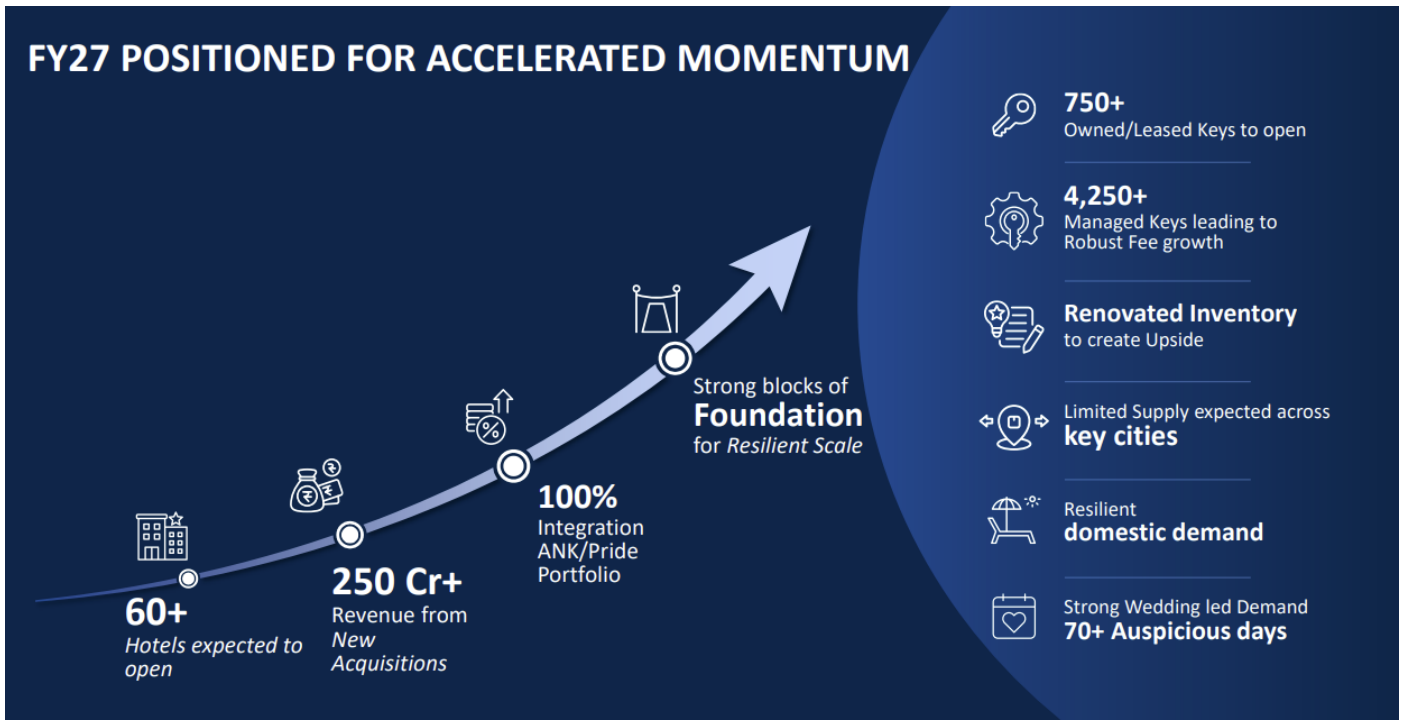 FY27 POSITIONED FOR ACCELERATED MOMENTUM
60+
Hotels expected to
open
250 Cr+
Revenue from
New
Acquisitions
100%
Integration
ANK/Pride
Portfolio
Strong blocks of
Foundation
for Resilient Scale
750+
Owned/Leased Keys to open
4,250+
Managed Keys leading to
Robust Fee growth
Renovated Inventory
to create Upside
Limited Supply expected across
key cities
Resilient
domestic demand
Strong Wedding led Demand
70+ Auspicious days